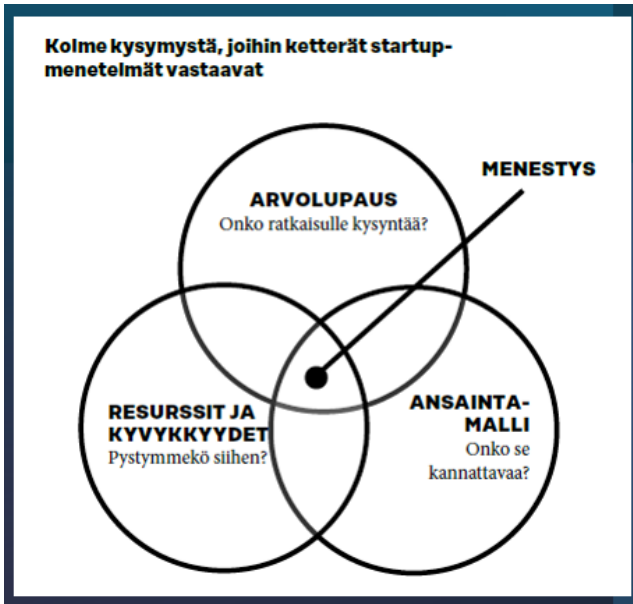 Kolme kysymystä, joihin ketterät startup-
menetelmät vastaavat
MENESTYS
ARVOLUPAUS
Onko ratkaisulle kysyntää?
RESURSSIT JA
KYVYKKYYDET
Pystymmekö siihen?
ANSAINTA-
MALLI
Onko se
kannattavaa?